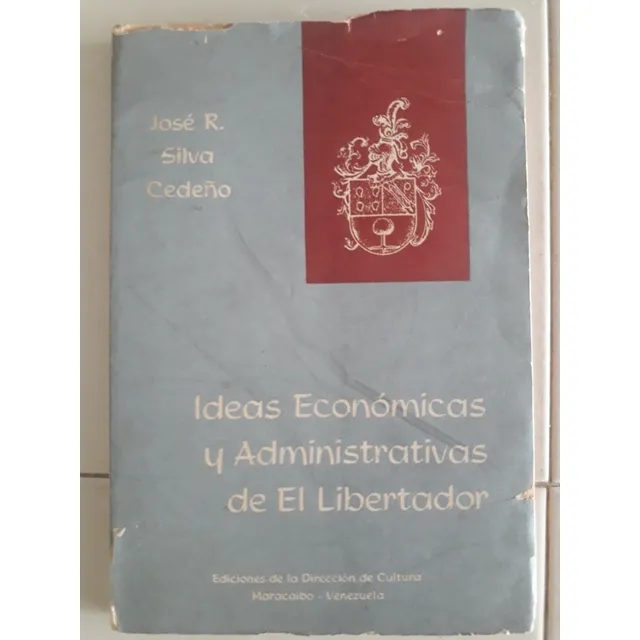 José R.
Silva
Cedeño
Ideas Económicas
y Administrativas
de El Libertador
Ediciones de la Dirección de Cultura
Maracaibo - Venezuela